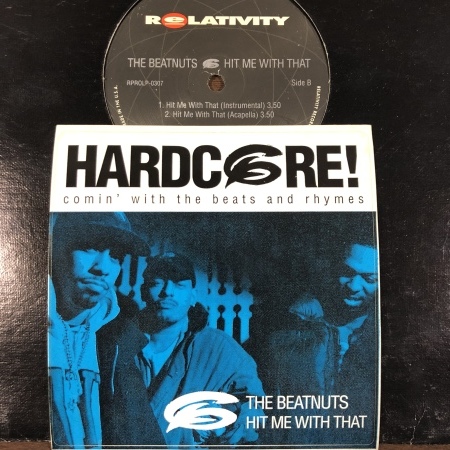 RELATIVITY
THE BEATNUTS HIT ME WITH THAT
RPROLP-0307
Side B
1. Hit Me With That (Instrumental) 3.50
2. Hit Me With That (Acapella) 3.50
HARDCORE!
comin' with the beats and rhymes
THE BEATNUTS
HIT ME WITH THAT